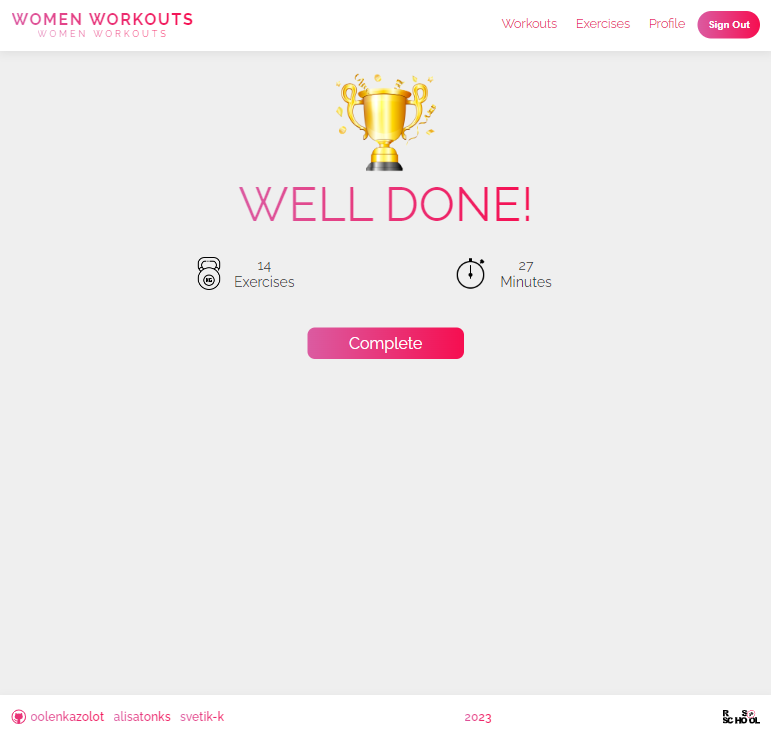 WOMEN WORKOUTS
WOMEN WORKOUTS
Workouts Exercises Profile Sign Out
WELL DONE!
14
Exercises
27
Minutes
KG
Complete
oolenkazolot alisatonks svetik-k 2023
RS
SCHOOL